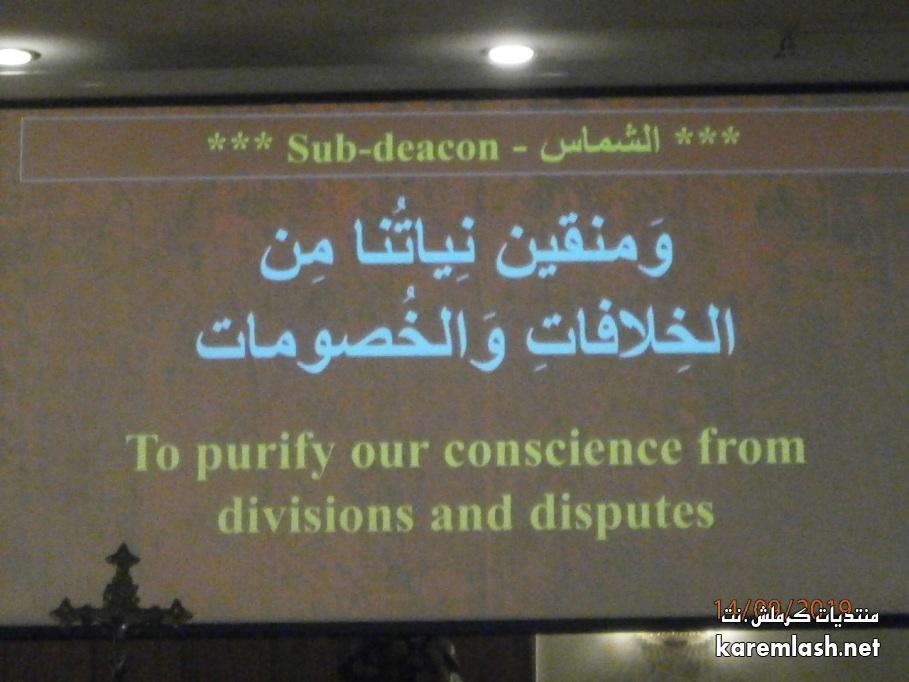 *** Sub-deacon - الشماس ***
وَمنقين نِياتُنا مِن
الخِلافاتِ وَالخُصومات
To purify our conscience from
divisions and disputes
منتديات كرملش.نت
karemlash.net